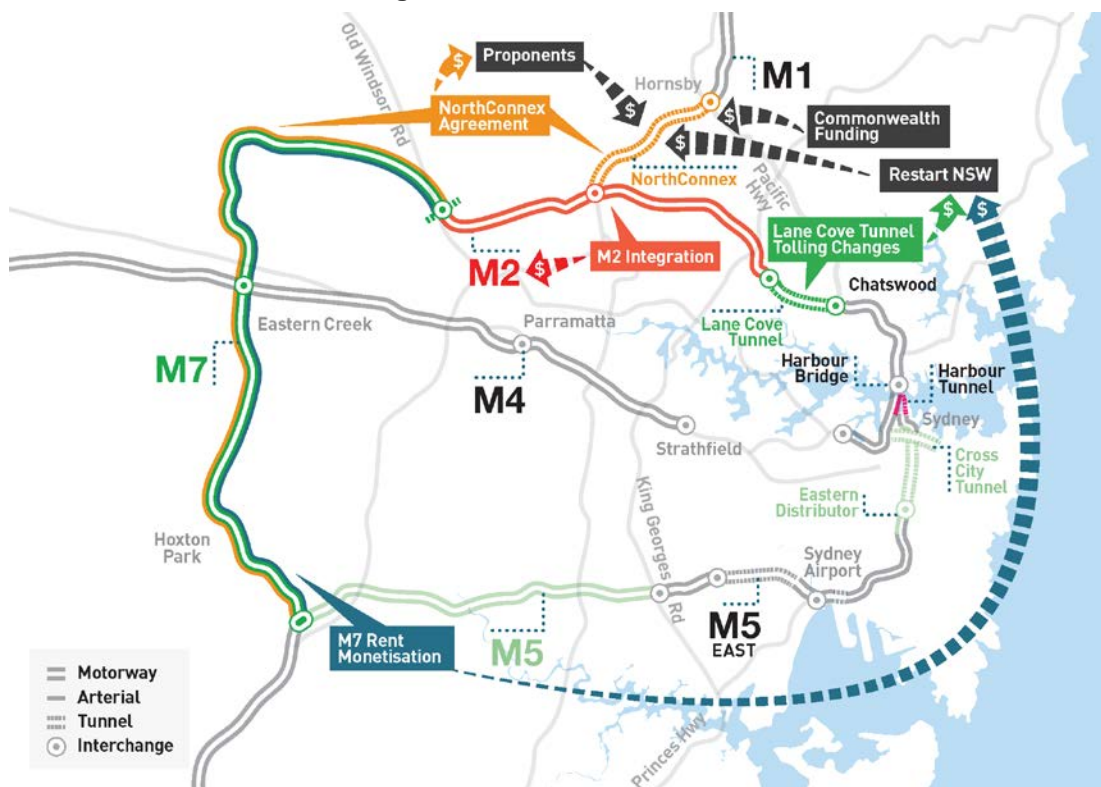 Old Windsor Rd
Proponents
Hornsby
M1
NorthConnex
Agreement
Commonwealth
Funding
NorthConnex
Pacific
Hwy
Restart NSW
M2
M2 Integration
Lane Cove Tunnel
Tolling Changes
Chatswood
Eastern Creek
Parramatta
Lane Cove
Tunnel
M7
M4
Harbour
Bridge
Harbour
Tunnel
Sydney
Strathfield
Cross
City
Tunnel
Hoxton
Park
King Georges
Rd
Eastern
Distributor
Sydney
Airport
M7 Rent
Monetisation
M5
M5
EAST
Princes Hwy
Motorway
Arterial
Tunnel
Interchange
$
$
$
$
$
$
$